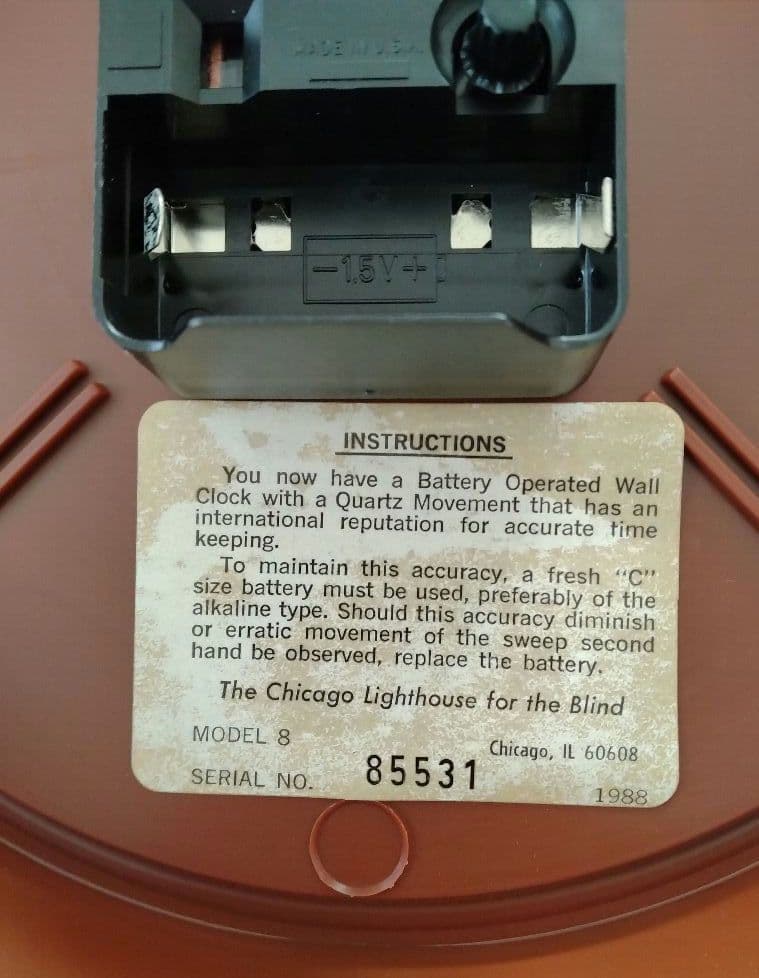 MADE IN U.S.A.
−1.5V+
INSTRUCTIONS
You now have a Battery Operated Wall
Clock with a Quartz Movement that has an
international reputation for accurate time
keeping.
To maintain this accuracy, a fresh "C"
size battery must be used, preferably of the
alkaline type. Should this accuracy diminish
or erratic movement of the sweep second
hand be observed, replace the battery.
The Chicago Lighthouse for the Blind
MODEL 8
Chicago, IL 60608
SERIAL NO. 85531
1988